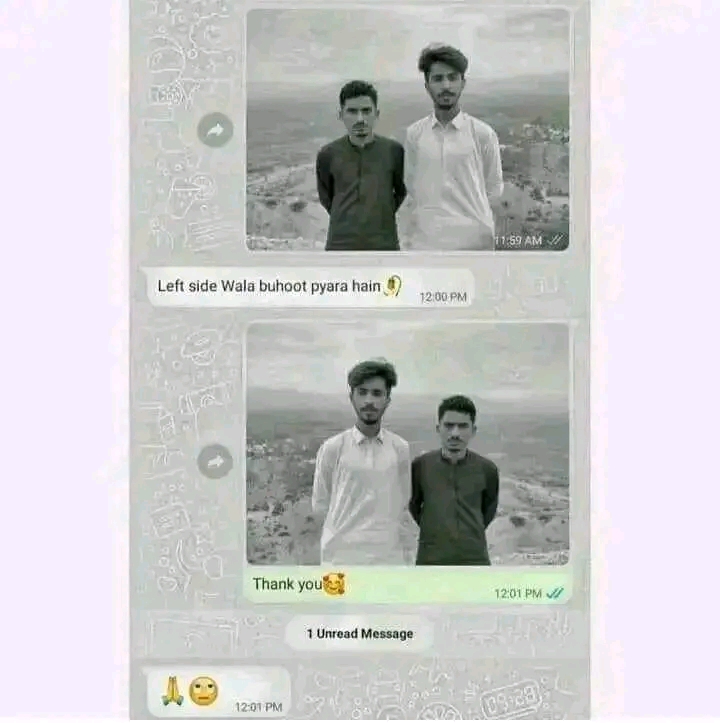 11:59 AM
Left side Wala buhoot pyara hain
12:00 PM
Thank you🥰
12:01 PM
1 Unread Message
🙏🙄
12:01 PM